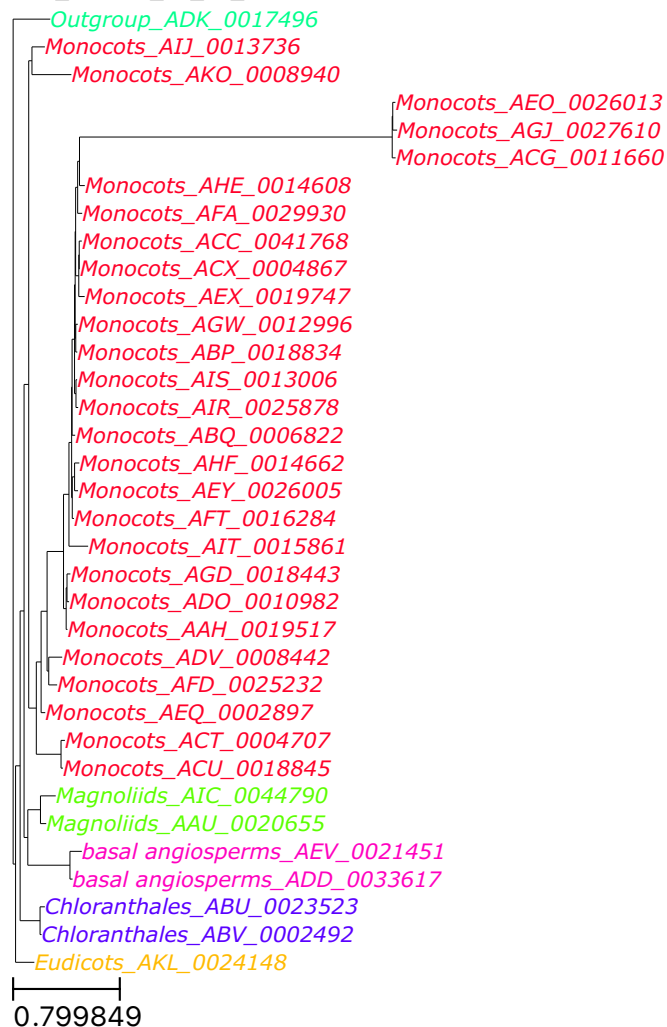 Outgroup_ADK_0017496
Monocots_AIJ_0013736
Monocots_AKO_0008940
Monocots_AEO_0026013
Monocots_AGJ_0027610
Monocots_ACG_0011660
Monocots_AHE_0014608
Monocots_AFA_0029930
Monocots_ACC_0041768
Monocots_ACX_0004867
Monocots_AEX_0019747
Monocots_AGW_0012996
Monocots_ABP_0018834
Monocots_AIS_0013006
Monocots_AIR_0025878
Monocots_ABQ_0006822
Monocots_AHF_0014662
Monocots_AEY_0026005
Monocots_AFT_0016284
Monocots_AIT_0015861
Monocots_AGD_0018443
Monocots_ADO_0010982
Monocots_AAH_0019517
Monocots_ADV_0008442
Monocots_AFD_0025232
Monocots_AEQ_0002897
Monocots_ACT_0004707
Monocots_ACU_0018845
Magnoliids_AIC_0044790
Magnoliids_AAU_0020655
basal angiosperms_AEV_0021451
basal angiosperms_ADD_0033617
Chloranthales_ABU_0023523
Chloranthales_ABV_0002492
Eudicots_AKL_0024148
0.799849